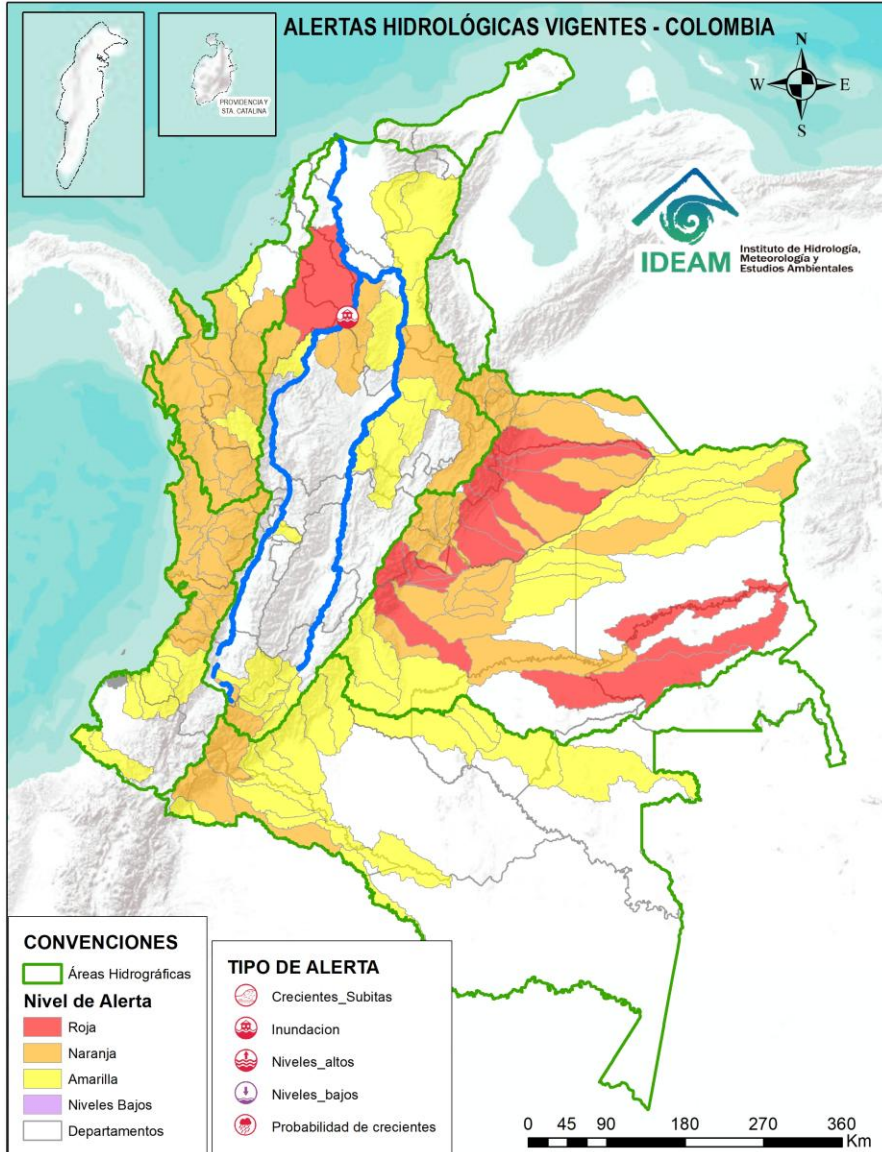 ALERTAS HIDROLÓGICAS VIGENTES - COLOMBIA
PROVIDENCIA Y
STA. CATALINA
N
W
E
S
IDEAM
Instituto de Hidrología,
Meteorología y
Estudios Ambientales
CONVENCIONES
Áreas Hidrográficas
Nivel de Alerta
Roja
Naranja
Amarilla
Niveles Bajos
Departamentos
TIPO DE ALERTA
Crecientes_Subitas
Inundacion
Niveles_altos
Niveles_bajos
Probabilidad de crecientes
0 45 90 180 270 360
Km